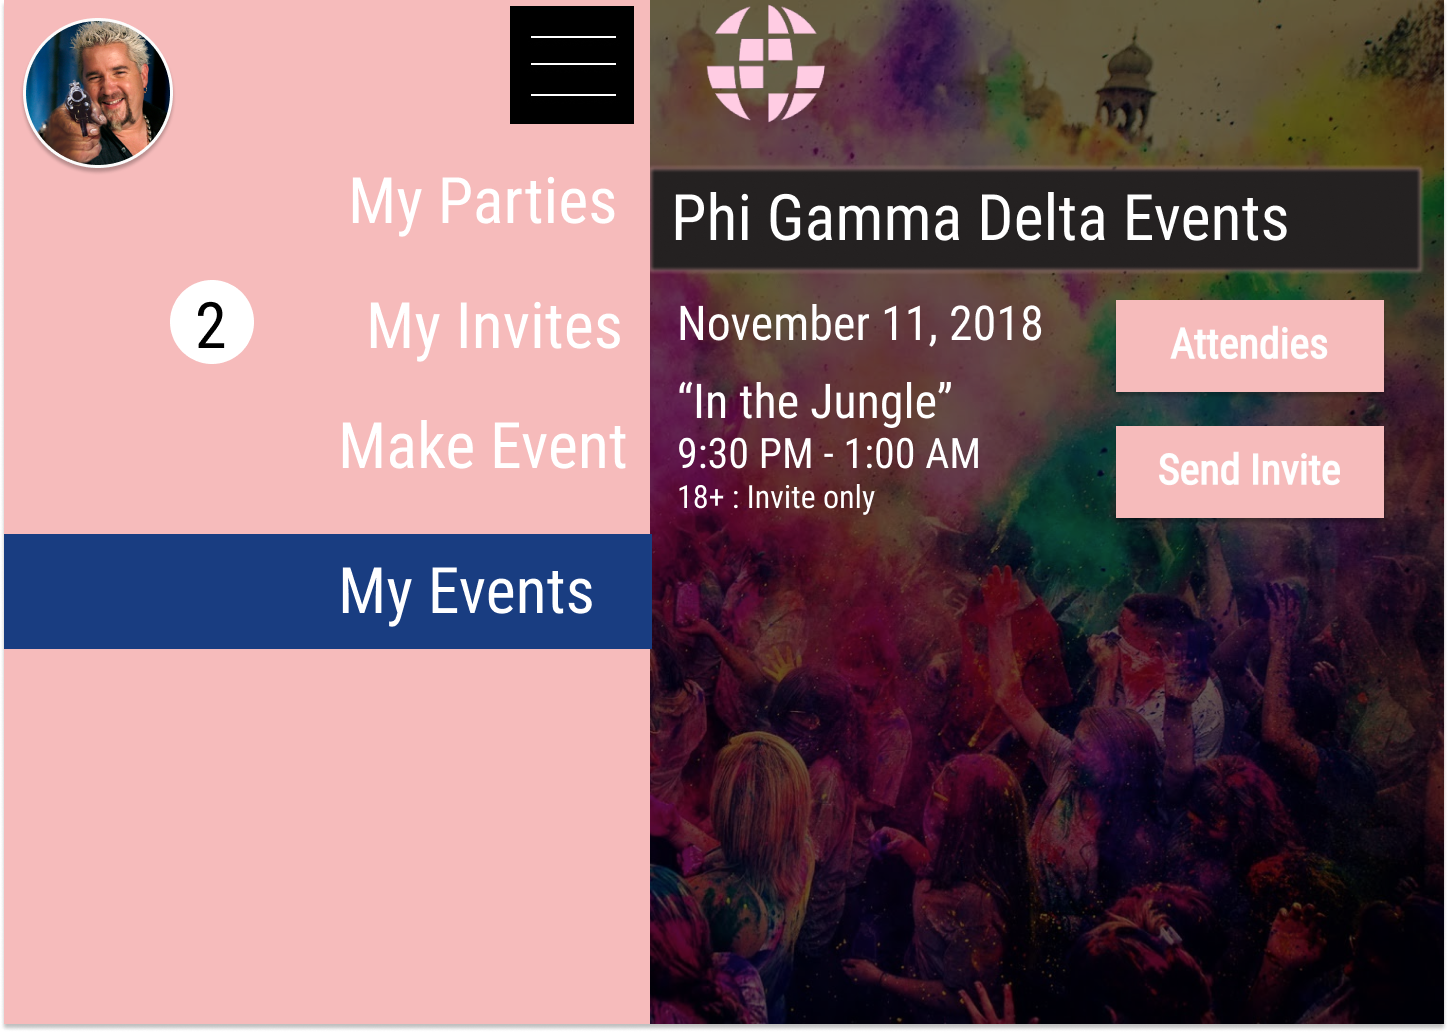 My Parties
2
My Invites
Make Event
My Events
Phi Gamma Delta Events
November 11, 2018
“In the Jungle”
9:30 PM - 1:00 AM
18+ : Invite only
Attendies
Send Invite